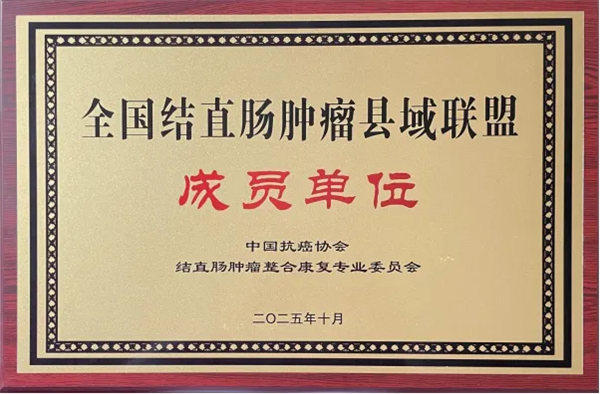 全国结直肠肿瘤县域联盟
成员单位
中国抗癌协会
结直肠肿瘤整合康复专业委员会
二〇二五年十月